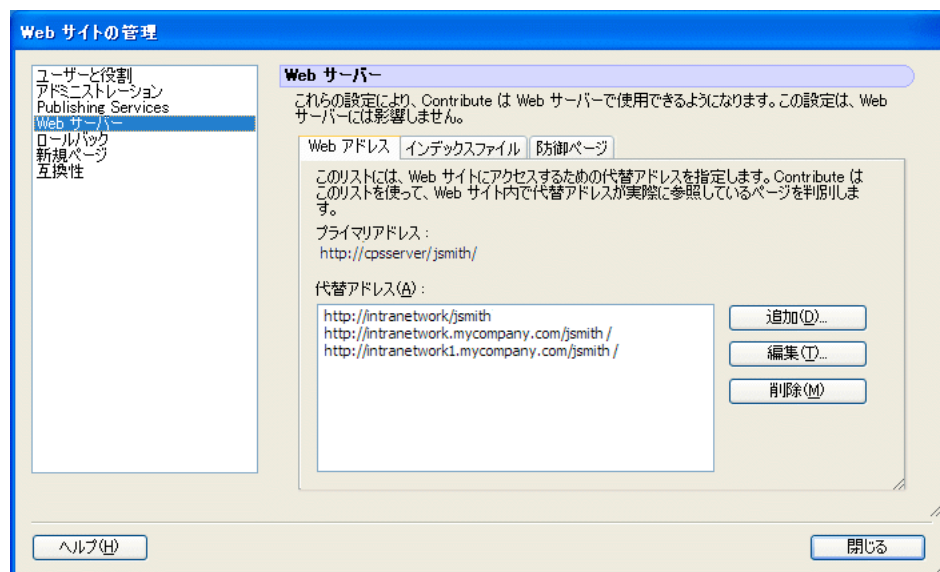 Web サイトの管理
ユーザーと役割
アドミニストレーション
Publishing Services
Web サーバー
ロールバック
新規ページ
互換性
Web サーバー
これらの設定により、Contribute は Web サーバーで使用できるようになります。この設定は、Web
サーバーには影響しません。
Web アドレス
インデックスファイル
防御ページ
このリストには、Web サイトにアクセスするための代替アドレスを指定します。Contribute は
このリストを使って、Web サイト内で代替アドレスが実際に参照しているページを判別しま
す。
プライマリアドレス :
http://cpsserver/jsmith/
代替アドレス(A) :
http://intranetwork/jsmith
http://intranetwork.mycompany.com/jsmith /
http://intranetwork1.mycompany.com/jsmith /
追加(D)...
編集(T)...
削除(M)
ヘルプ(H)
閉じる